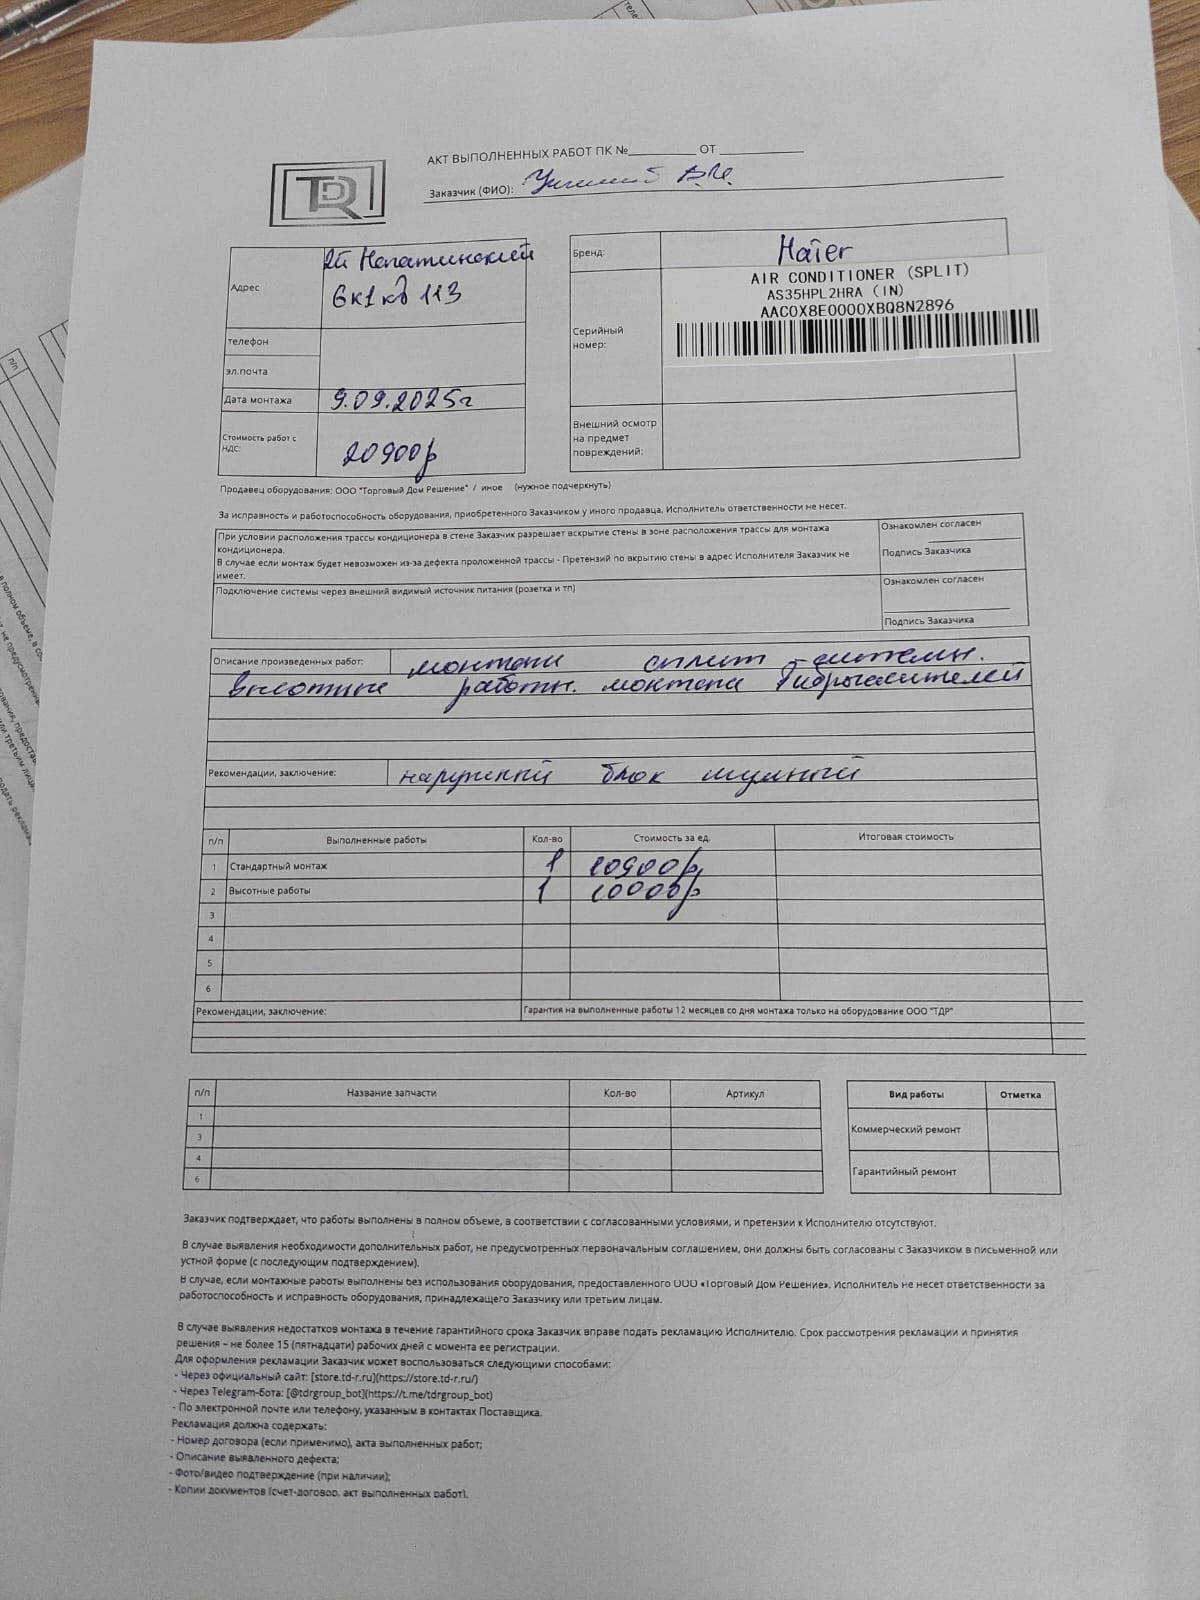 TDR
АКТ ВЫПОЛНЕННЫХ РАБОТ ПК №__________ ОТ ____________
Заказчик (ФИО):
Адрес
2й Нагатинский
6к1 кв 113
телефон
эл.почта
Дата монтажа 9.09.2025г
Стоимость работ с НДС: 20900р
Бренд: Haier
Серийный номер:
AIR CONDITIONER (SPLIT)
AS35HPL2HRA (IN)
AAC0X8E0000XBQ8N2896
Внешний осмотр на предмет повреждений:
Продавец оборудования: ООО "Торговый Дом Решение" / иное (нужное подчеркнуть)
За исправность и работоспособность оборудования, приобретенного Заказчиком у иного продавца, Исполнитель ответственности не несет.
При условии расположения трассы кондиционера в стене Заказчик разрешает вскрытие стены в зоне расположения трассы для монтажа
кондиционера.
В случае если монтаж будет невозможен из-за дефекта проложенной трассы - Претензий по вкрытию стены в адрес Исполнителя Заказчик не
имеет.
Ознакомлен согласен
Подпись Заказчика
Подключение системы через внешний видимый источник питания (розетка и тп)
Ознакомлен согласен
Подпись Заказчика
Описание произведенных работ: монтаж сплит-системы.
высотные работы. монтаж виброгасителей
Рекомендации, заключение: наружный блок шумный
п/п Выполненные работы Кол-во Стоимость за ед. Итоговая стоимость
1 Стандартный монтаж 1 10900р
2 Высотные работы 1 10000р
3
4
5
6
Рекомендации, заключение: Гарантия на выполненные работы 12 месяцев со дня монтажа только на оборудование ООО "ТДР"
п/п Название запчасти Кол-во Артикул
1
3
4
6
Вид работы Отметка
Коммерческий ремонт
Гарантийный ремонт
Заказчик подтверждает, что работы выполнены в полном объеме, в соответствии с согласованными условиями, и претензии к Исполнителю отсутствуют.
В случае выявления необходимости дополнительных работ, не предусмотренных первоначальным соглашением, они должны быть согласованы с Заказчиком в письменной или
устной форме (с последующим подтверждением).
В случае, если монтажные работы выполнены без использования оборудования, предоставленного ООО «Торговый Дом Решение». Исполнитель не несет ответственности за
работоспособность и исправность оборудования, принадлежащего Заказчику или третьим лицам.
В случае выявления недостатков монтажа в течение гарантийного срока Заказчик вправе подать рекламацию Исполнителю. Срок рассмотрения рекламации и принятия
решения – не более 15 (пятнадцати) рабочих дней с момента ее регистрации.
Для оформления рекламации Заказчик может воспользоваться следующими способами:
- Через официальный сайт: [store.td-r.ru](https://store.td-r.ru/)
- Через Telegram-бота: [@tdrgroup_bot](https://t.me/tdrgroup_bot)
- По электронной почте или телефону, указанным в контактах Поставщика.
Рекламация должна содержать:
- Номер договора (если применимо), акта выполненных работ;
- Описание выявленного дефекта;
- Фото/видео подтверждение (при наличии);
- Копии документов (счет-договор, акт выполненных работ).